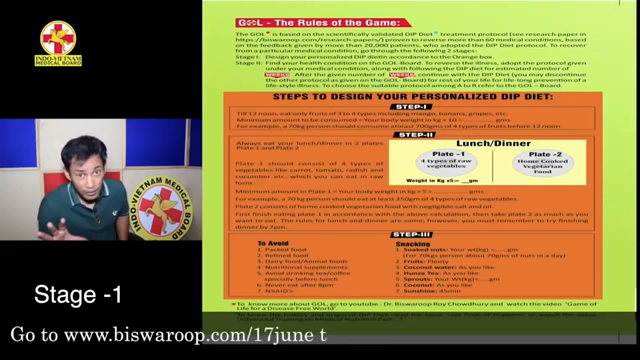 INDO-VIETNAM
MEDICAL BOARD
GOL - The Rules of the Game:
The GOL is based on the scientifically validated DIP Diet treatment protocol (see research paper in
https://biswaroop.com/research-papers/) proves to reverse more than 60 medical conditions, based
on the feedback given by more than 20,000 patients, who adopted the DIP Diet protocol. To recover
from a particular medical condition, go through the following 2 stages:
Stage I: Design your personalized DIP diet in accordance to the Orange box.
Stage II: Find your health condition on the GOL Board. To reverse the illness, adopt the protocol given
under your medical condition, along with following the DIP diet for estimated number of
WEEKS After the given number of WEEKS, continue with the DIP Diet (you may discontinue
the other protocol as given on the GOL- Board) for rest of your life for life-long prevention of a
life-style illness. To choose the suitable protocol among A to R refer to GOL - Board.
STEPS TO DESIGN YOUR PERSONALIZED DIP DIET:
STEP-I
Till 12 noon, eat only fruits of 3 to 4 types including mango, banana, grapes, etc.
Minimum amount to be consumed = Your body weight in kg × 10 = ........ gm
For example, a 70kg person should consume atleast 700gms of 4 types of fruits before 12 noon.
STEP-II
Always eat your lunch/dinner in 2 plates
Plate 1 and Plate 2
Plate 1 should consist of 4 types of
vegetables like carrot, tomato, radish and
cucumber etc. which you can eat in raw
form.
Lunch/Dinner
Plate -1
4 types of raw
vegetables
Weight in Kg x5=__gm
Plate -2
Home Cooked
Vegetarian
Food
Minimum amount in Plate 1 = Your body weight in kg × 5 = ........gms
For example, a 70 kg person should eat at least 350gm of 4 types of raw vegetables.
Plate 2 consists of home cooked vegetarian food with negligible salt and oil
First finish eating plate 1 in accordance with the above calculation, then take plate 2 as much as you
want to eat. The rules for lunch and dinner are same; however, you must remember to try finishing
dinner by 7pm.
STEP-III
To Avoid
1. Packed food
2. Refined food
3. Dairy food/Animal foods
4. Nutritional supplements
5. Avoid drinking tea/coffee
specially before lunch
6. Never eat after 8pm
7. NSAID's
Snacking
1. Soaked nuts: Your wt(kg) =......gm
(For 70kgs person about 70gms of nuts in a day)
2. Fruits: Plenty
3. Coconut water: As you like
4. Hunza Tea: As you like
5. Sprouts: Your Wt(kg)=.....gm
6. Coconut: As you like
7. Sunshine: 45min
To know more about GOL, go to youtube - Dr. Biswaroop Roy Chowdhury and watch the video "Game of
Life for a Disease Free World".
INDO-VIETNAM MEDICAL BOARD
Stage -1
Go to www.biswaroop.com/17june t